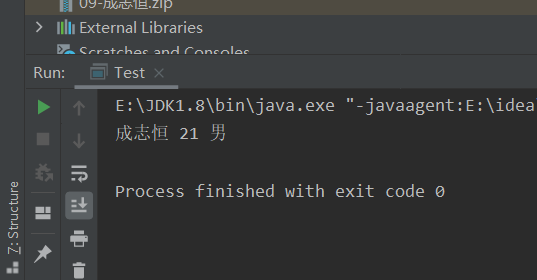 09-成志恒.zip
External Libraries
Scratches and Consoles
Run: Test
E:\JDK1.8\bin\java.exe "-javaagent:E:\idea
成志恒 21 男
Process finished with exit code 0
Z: Structure